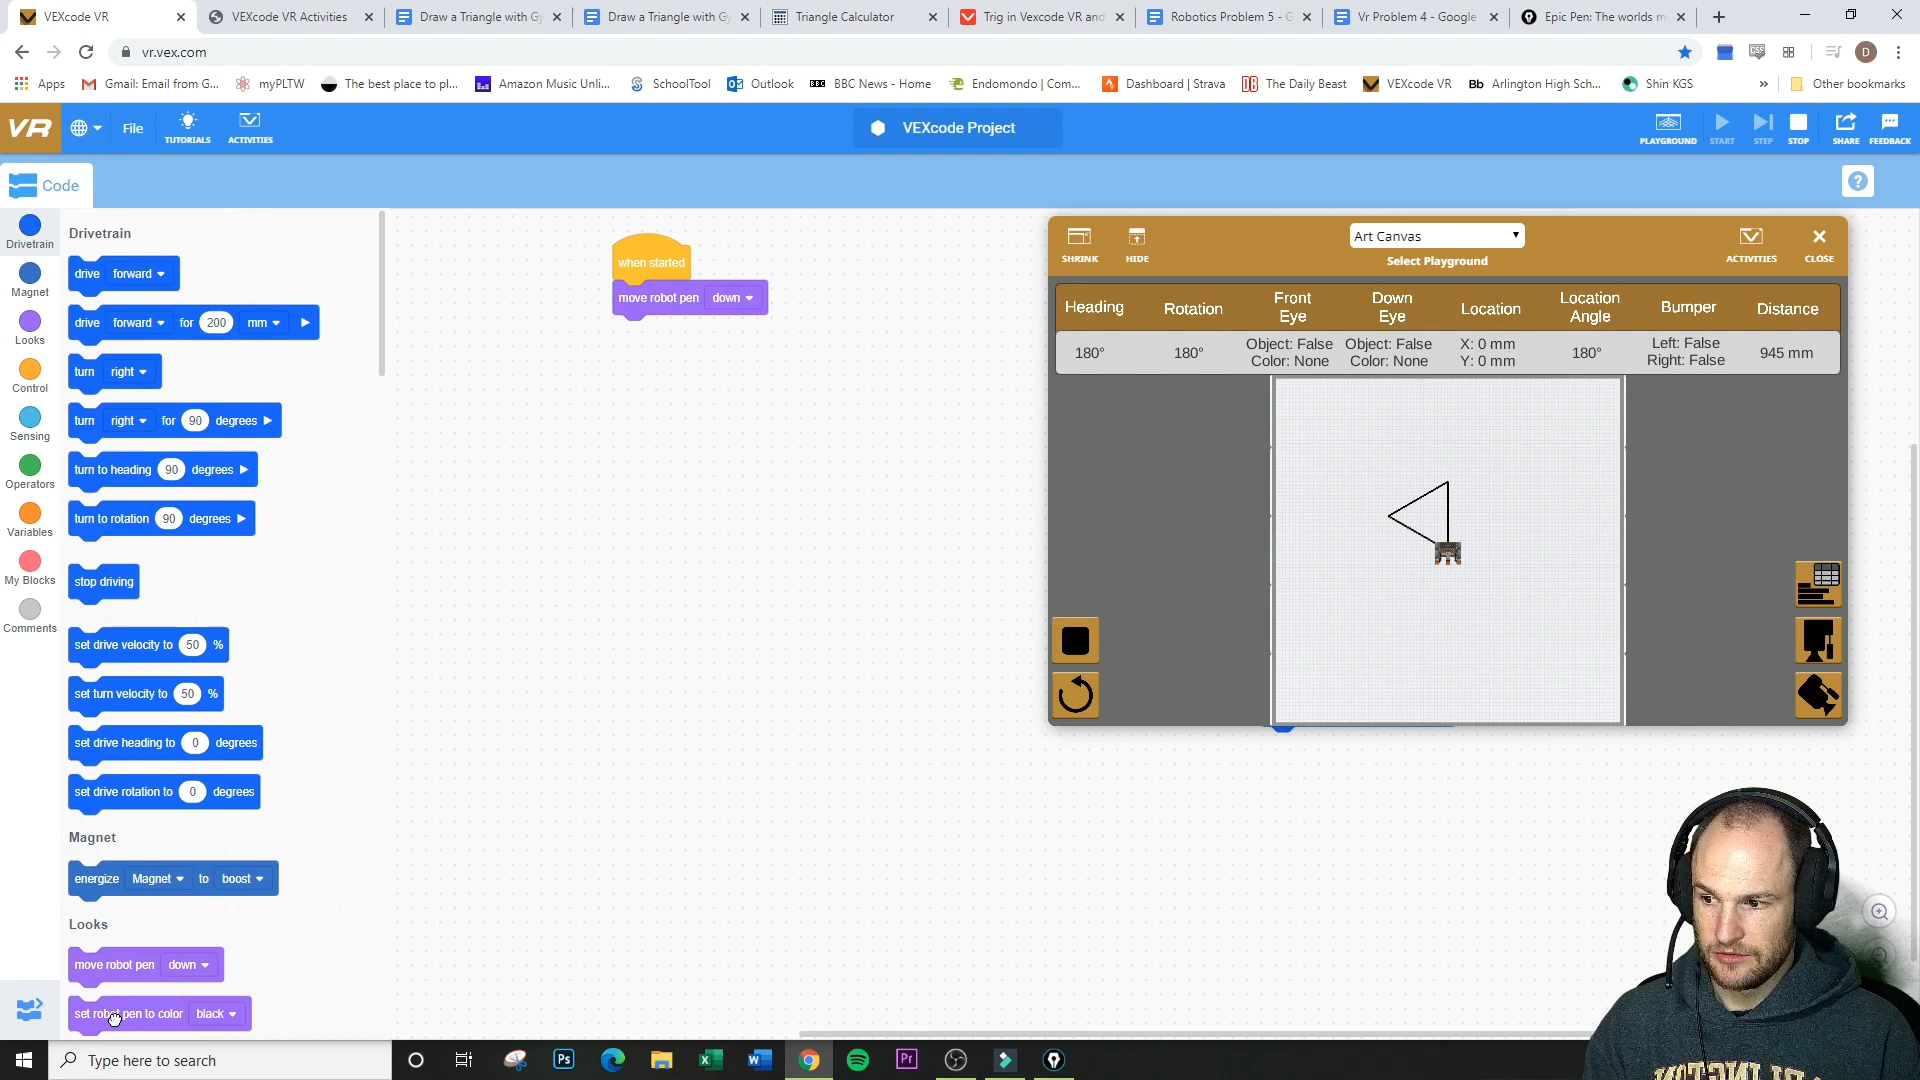 VEXcode VR
VEXcode VR Activities
Draw a Triangle with Gy
Draw a Triangle with Gy
Triangle Calculator
Trig in Vexcode VR and
Robotics Problem 5 - G
Vr Problem 4 - Google
Epic Pen: The worlds m
vr.vex.com
D
Apps
Gmail: Email from G...
myPLTW
The best place to pl...
Amazon Music Unli...
SchoolTool
Outlook
BBC News - Home
Endomondo | Com...
Dashboard | Strava
The Daily Beast
VEXcode VR
Bb Arlington High Sch...
Shin KGS
»
Other bookmarks
VR
File
TUTORIALS
ACTIVITIES
VEXcode Project
PLAYGROUND
START
STEP
STOP
SHARE
FEEDBACK
Code
?
Drivetrain
Magnet
Looks
Control
Sensing
Operators
Variables
My Blocks
Comments
Drivetrain
drive forward
drive forward for 200 mm
turn right
turn right for 90 degrees
turn to heading 90 degrees
turn to rotation 90 degrees
stop driving
set drive velocity to 50 %
set turn velocity to 50 %
set drive heading to 0 degrees
set drive rotation to 0 degrees
Magnet
energize Magnet to boost
Looks
move robot pen down
set robot pen to color black
when started
move robot pen down
SHRINK
HIDE
Art Canvas
Select Playground
ACTIVITIES
CLOSE
Heading Rotation Front Eye Down Eye Location Location Angle Bumper Distance
180° 180° Object: False Color: None Object: False Color: None X: 0 mm Y: 0 mm 180° Left: False Right: False 945 mm
Type here to search
Ps
Pr